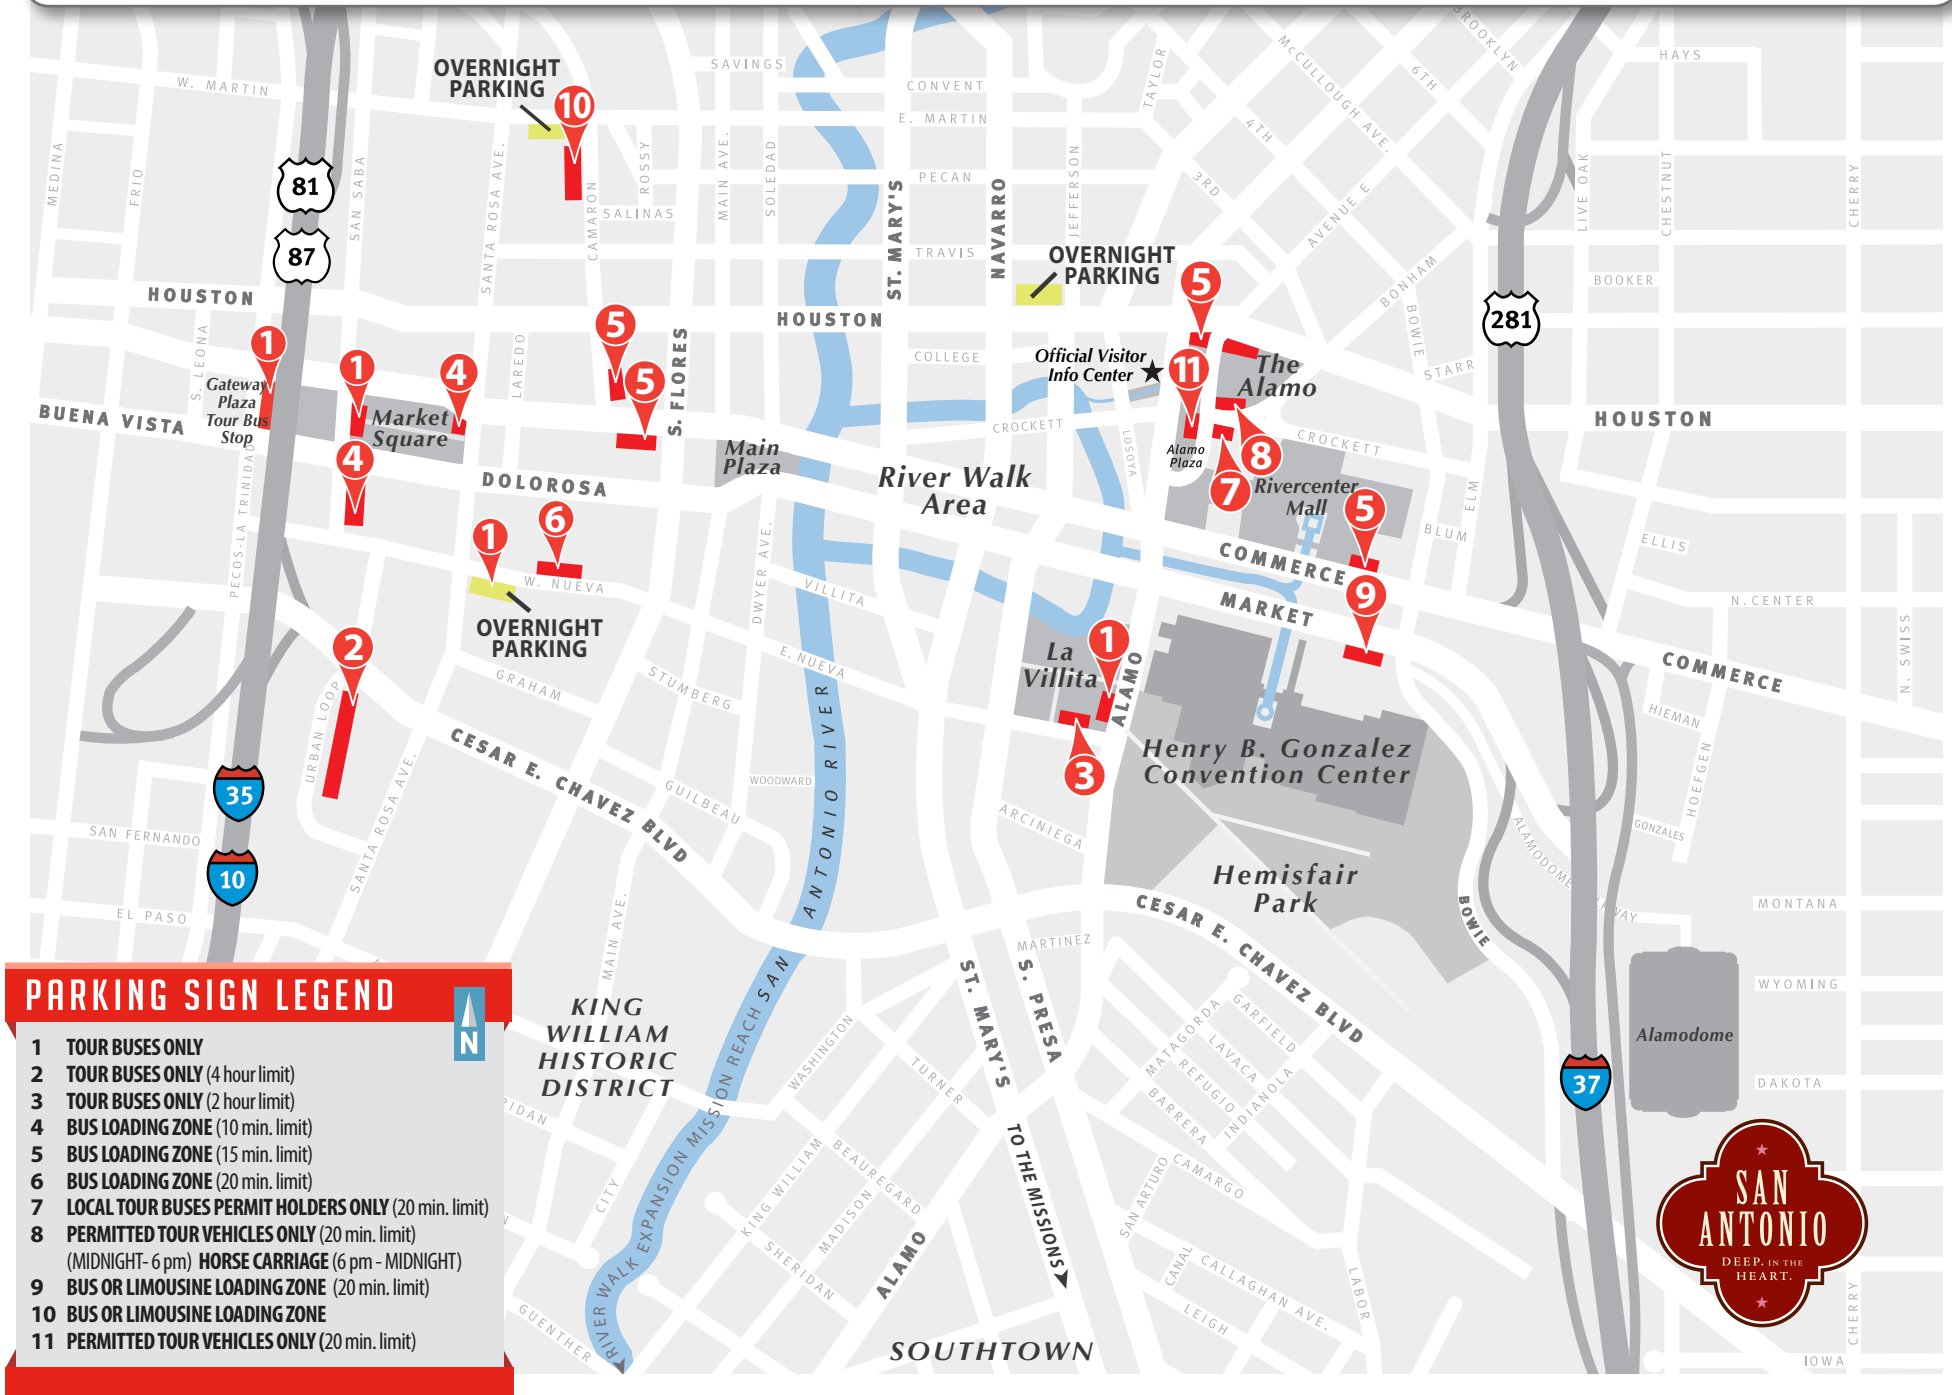 SAVINGS
HAYS
BROOKLYN
McCULLOUGH AVE.
6TH
TAYLOR
OVERNIGHT
PARKING
W. MARTIN
10
CONVENT
E. MARTIN
4TH
MEDINA
FRIO
SAN SABA
SANTA ROSA AVE.
CAMARON
ROSSY
MAIN AVE.
SOLEDAD
PECAN
JEFFERSON
3RD
AVENUE E
LIVE OAK
CHESTNUT
CHERRY
81
SALINAS
ST. MARY'S
NAVARRO
87
TRAVIS
OVERNIGHT
PARKING
BONHAM
BOOKER
HOUSTON
5
HOUSTON
5
281
BOWIE
S. LEONA
1
LAREDO
S. FLORES
COLLEGE
Official Visitor
Info Center
11
The
Alamo
STARR
1
4
5
Gateway
Plaza
Tour Bus
Stop
BUENA VISTA
Market
Square
CROCKETT
LOSOYA
Alamo
Plaza
CROCKETT
HOUSTON
4
Main
Plaza
8
7
DOLOROSA
River Walk
Area
Rivercenter
Mall
5
ELM
BLUM
ELLIS
PECOS-LA TRINIDAD
1
6
COMMERCE
DWYER AVE.
W. NUEVA
VILLITA
9
MARKET
N. CENTER
N. SWISS
OVERNIGHT
PARKING
2
1
E. NUEVA
La
Villita
ALAMO
COMMERCE
GRAHAM
STUMBERG
HIEMAN
URBAN LOOP
CESAR E. CHAVEZ BLVD
Henry B. Gonzalez
Convention Center
3
HOEFGEN
35
SANTA ROSA AVE.
GUILBEAU
WOODWARD
ARCINIEGA
GONZALES
SAN FERNANDO
ALAMODOME
10
Hemisfair
Park
EL PASO
MAIN AVE.
SAN ANTONIO RIVER
CESAR E. CHAVEZ BLVD
BOWIE
MONTANA
MARTINEZ
PARKING SIGN LEGEND
N
1 TOUR BUSES ONLY
2 TOUR BUSES ONLY (4 hour limit)
3 TOUR BUSES ONLY (2 hour limit)
4 BUS LOADING ZONE (10 min. limit)
5 BUS LOADING ZONE (15 min. limit)
6 BUS LOADING ZONE (20 min. limit)
7 LOCAL TOUR BUSES PERMIT HOLDERS ONLY (20 min. limit)
8 PERMITTED TOUR VEHICLES ONLY (20 min. limit)
(MIDNIGHT- 6 pm) HORSE CARRIAGE (6 pm - MIDNIGHT)
9 BUS OR LIMOUSINE LOADING ZONE (20 min. limit)
10 BUS OR LIMOUSINE LOADING ZONE
11 PERMITTED TOUR VEHICLES ONLY (20 min. limit)
KING
WILLIAM
HISTORIC
DISTRICT
ST. MARY'S
S. PRESA
WYOMING
Alamodome
WASHINGTON
TURNER
MATAGORDA
GARFIELD
LAVACA
REFUGIO
INDIANOLA
BARRERA
37
DAKOTA
RIVER WALK EXPANSION MISSION REACH
TO THE MISSIONS
CITY
KING WILLIAM
BEAUREGARD
MADISON
SHERIDAN
SAN ARTURO
CAMARGO
SAN
ANTONIO
DEEP. IN THE
HEART.
ALAMO
CANAL
CALLAGHAN AVE.
LABOR
LEIGH
GUENTHER
SOUTHTOWN
CHERRY
IOWA